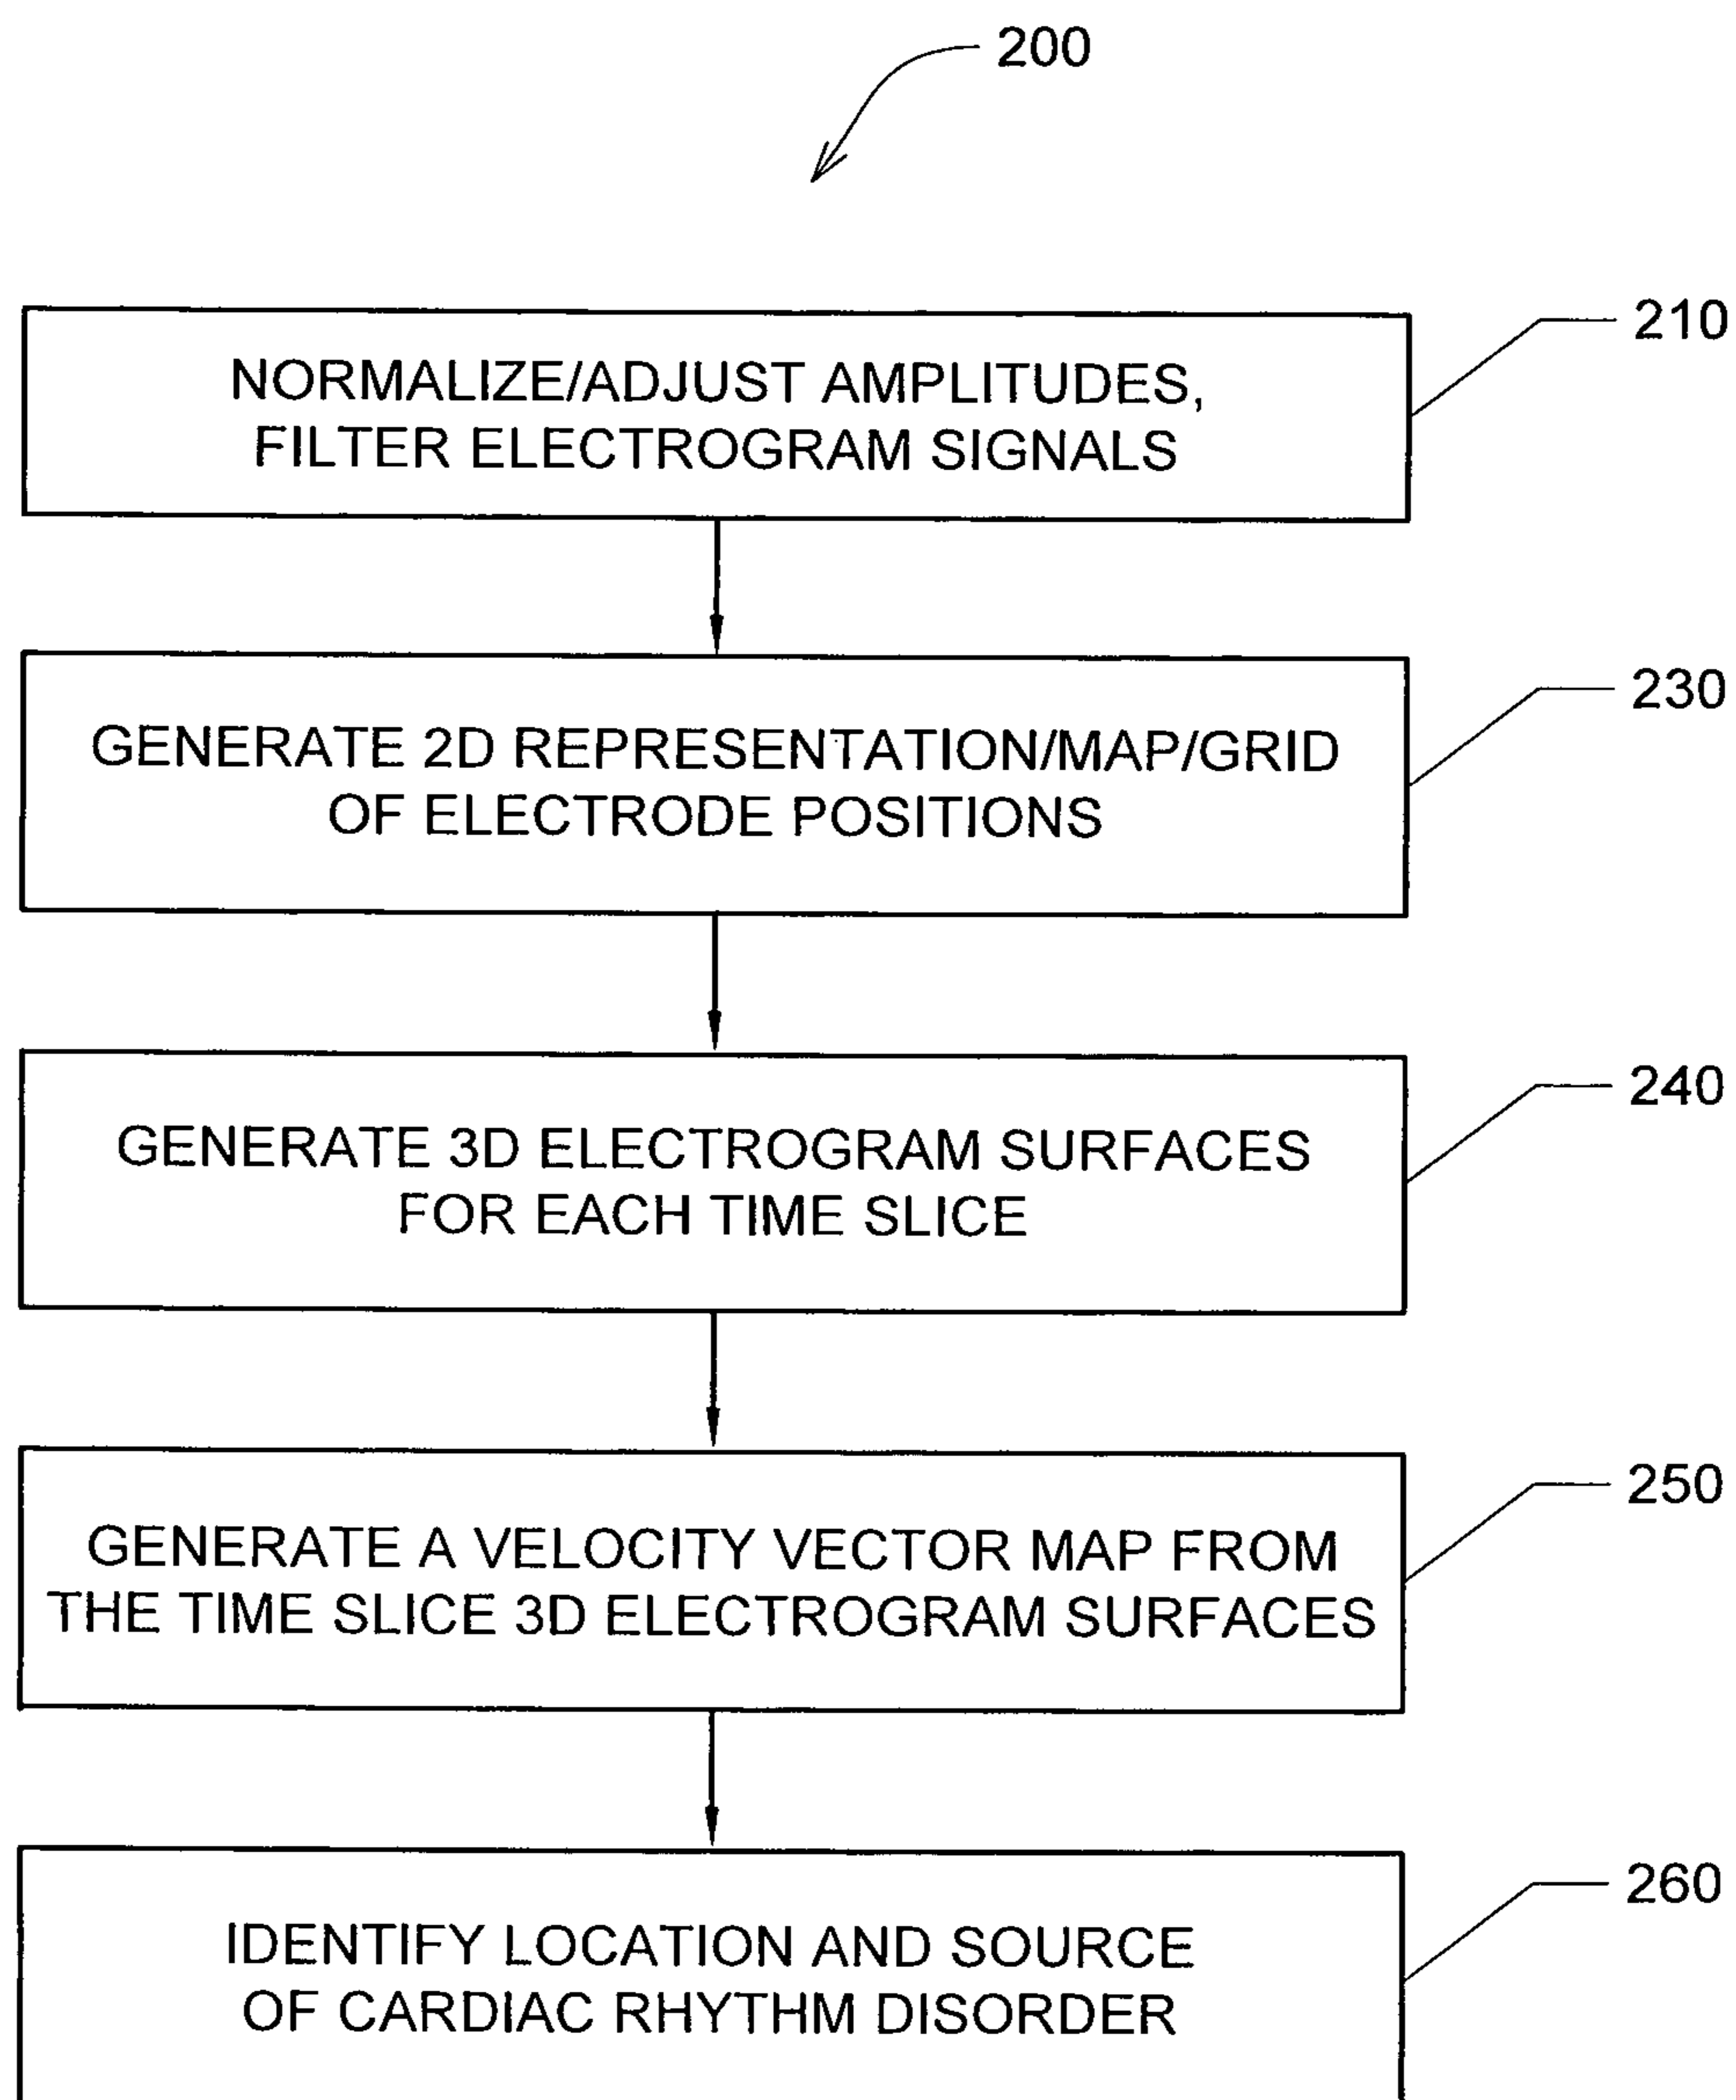 200
210
NORMALIZE/ADJUST AMPLITUDES,
FILTER ELECTROGRAM SIGNALS
230
GENERATE 2D REPRESENTATION/MAP/GRID
OF ELECTRODE POSITIONS
240
GENERATE 3D ELECTROGRAM SURFACES
FOR EACH TIME SLICE
250
GENERATE A VELOCITY VECTOR MAP FROM
THE TIME SLICE 3D ELECTROGRAM SURFACES
260
IDENTIFY LOCATION AND SOURCE
OF CARDIAC RHYTHM DISORDER